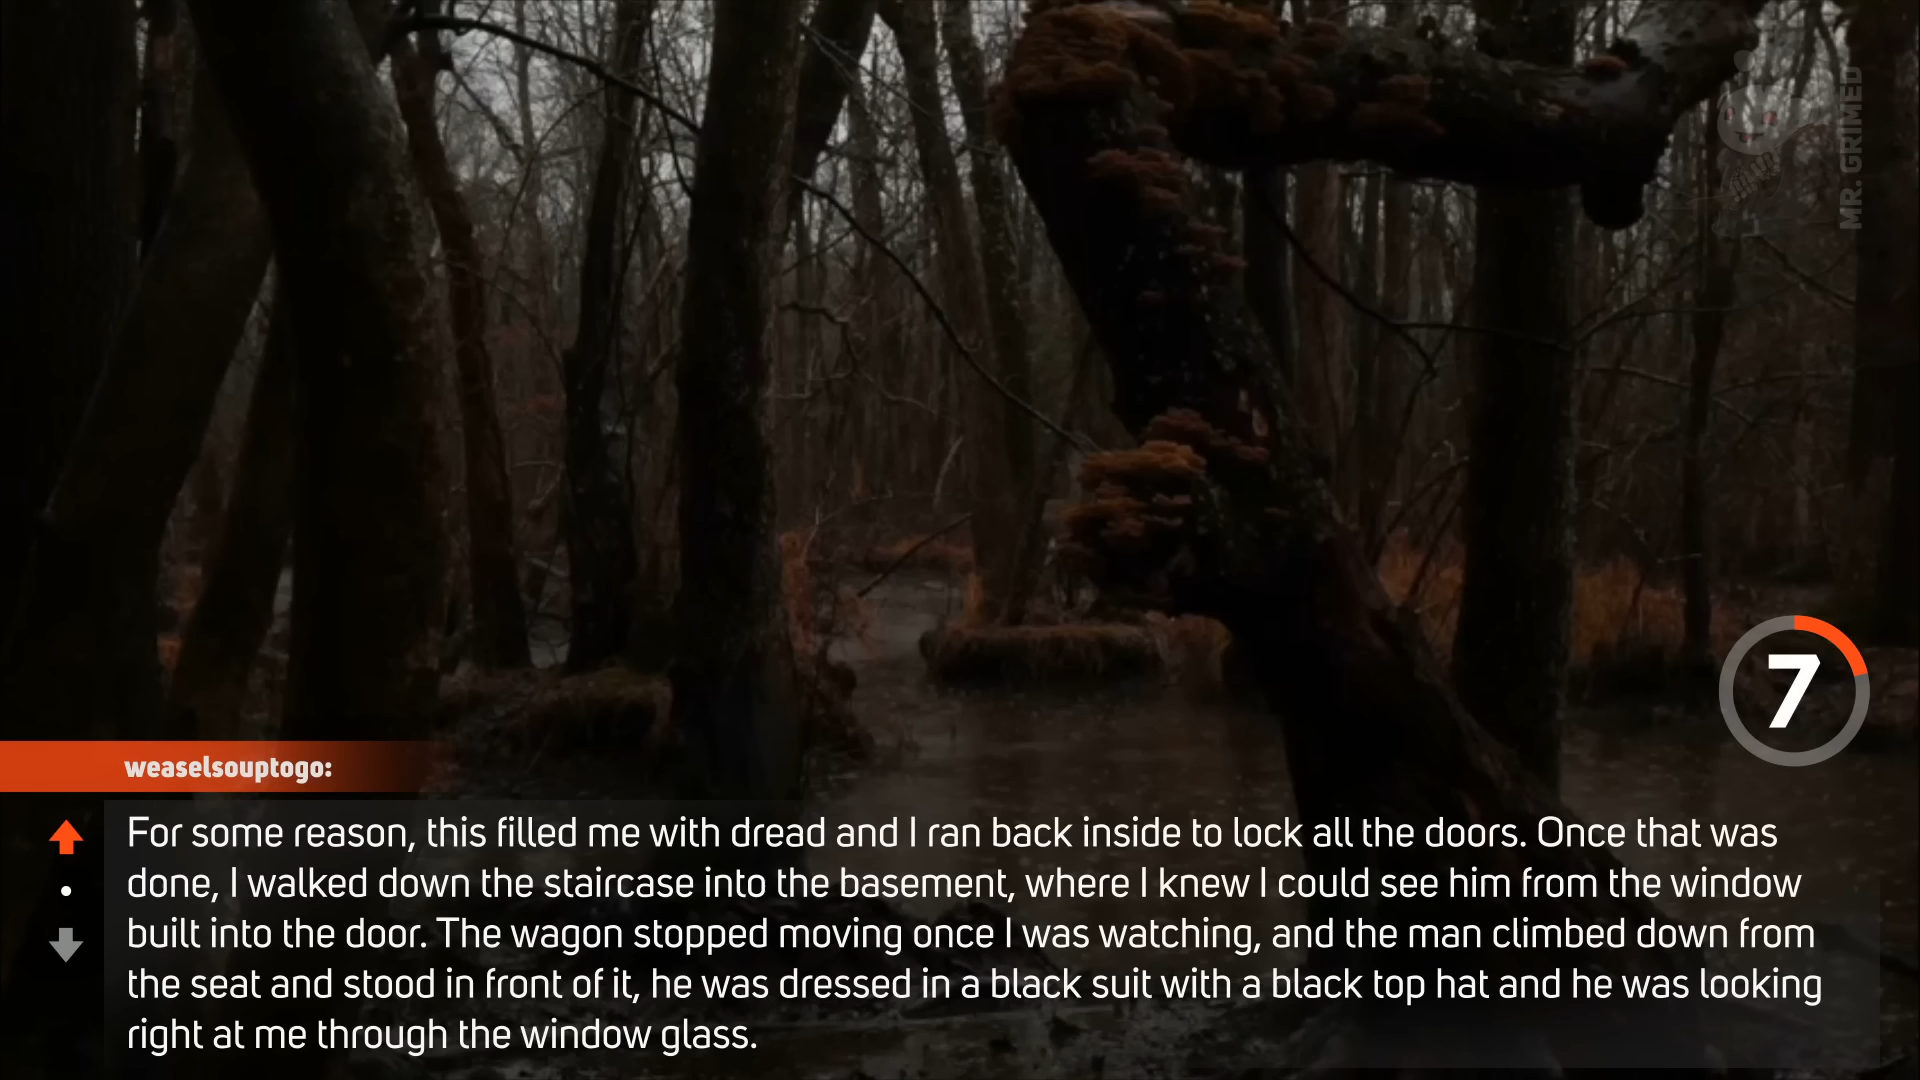 MR. GRIMED
7
weaselsouptogo:
For some reason, this filled me with dread and I ran back inside to lock all the doors. Once that was
done, I walked down the staircase into the basement, where I knew I could see him from the window
built into the door. The wagon stopped moving once I was watching, and the man climbed down from
the seat and stood in front of it, he was dressed in a black suit with a black top hat and he was looking
right at me through the window glass.